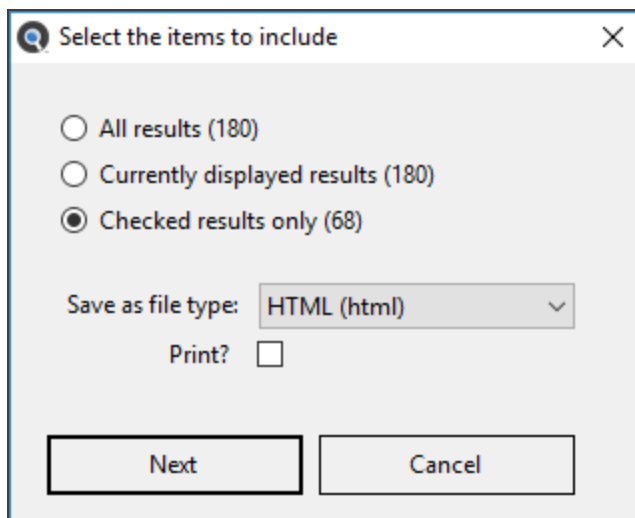 Select the items to include
All results (180)
Currently displayed results (180)
Checked results only (68)
Save as file type: HTML (html)
Print?
Next Cancel